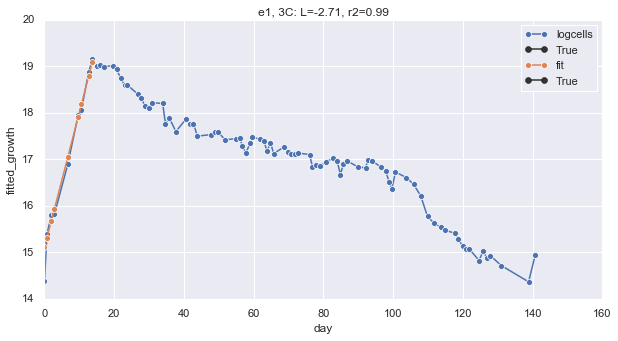 e1, 3C: L=-2.71, r2=0.99
20
19
18
17
16
15
14
fitted_growth
logcells
True
fit
True
0
20
40
60
80
100
120
140
160
day